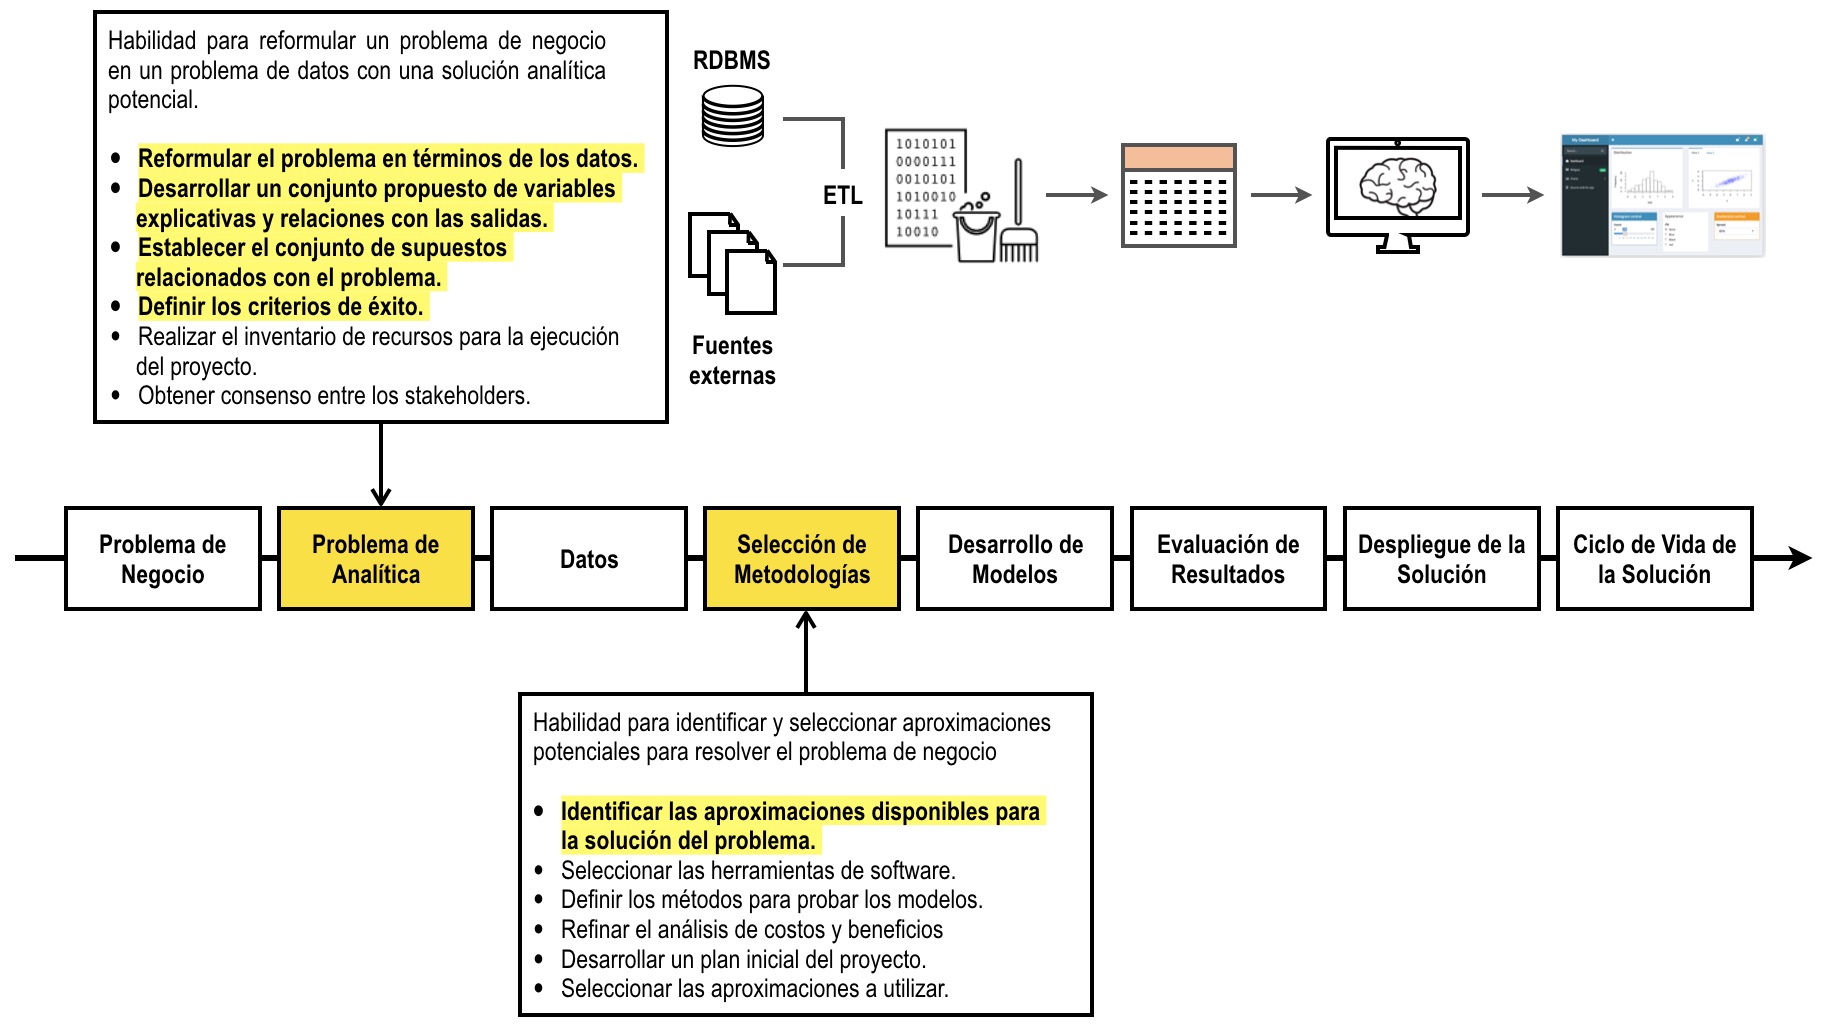 Habilidad para reformular un problema de negocio
en un problema de datos con una solución analítica
potencial.
• Reformular el problema en términos de los datos.
• Desarrollar un conjunto propuesto de variables
explicativas y relaciones con las salidas.
• Establecer el conjunto de supuestos
relacionados con el problema.
• Definir los criterios de éxito.
• Realizar el inventario de recursos para la ejecución
del proyecto.
• Obtener consenso entre los stakeholders.
RDBMS
ETL
Fuentes
externas
1010101
0000111
0010101
1010010
10111
10010
My Dashboard
Problema de
Negocio
Problema de
Analítica
Datos
Selección de
Metodologías
Desarrollo de
Modelos
Evaluación de
Resultados
Despliegue de la
Solución
Ciclo de Vida de
la Solución
Habilidad para identificar y seleccionar aproximaciones
potenciales para resolver el problema de negocio
• Identificar las aproximaciones disponibles para
la solución del problema.
• Seleccionar las herramientas de software.
• Definir los métodos para probar los modelos.
• Refinar el análisis de costos y beneficios
• Desarrollar un plan inicial del proyecto.
• Seleccionar las aproximaciones a utilizar.